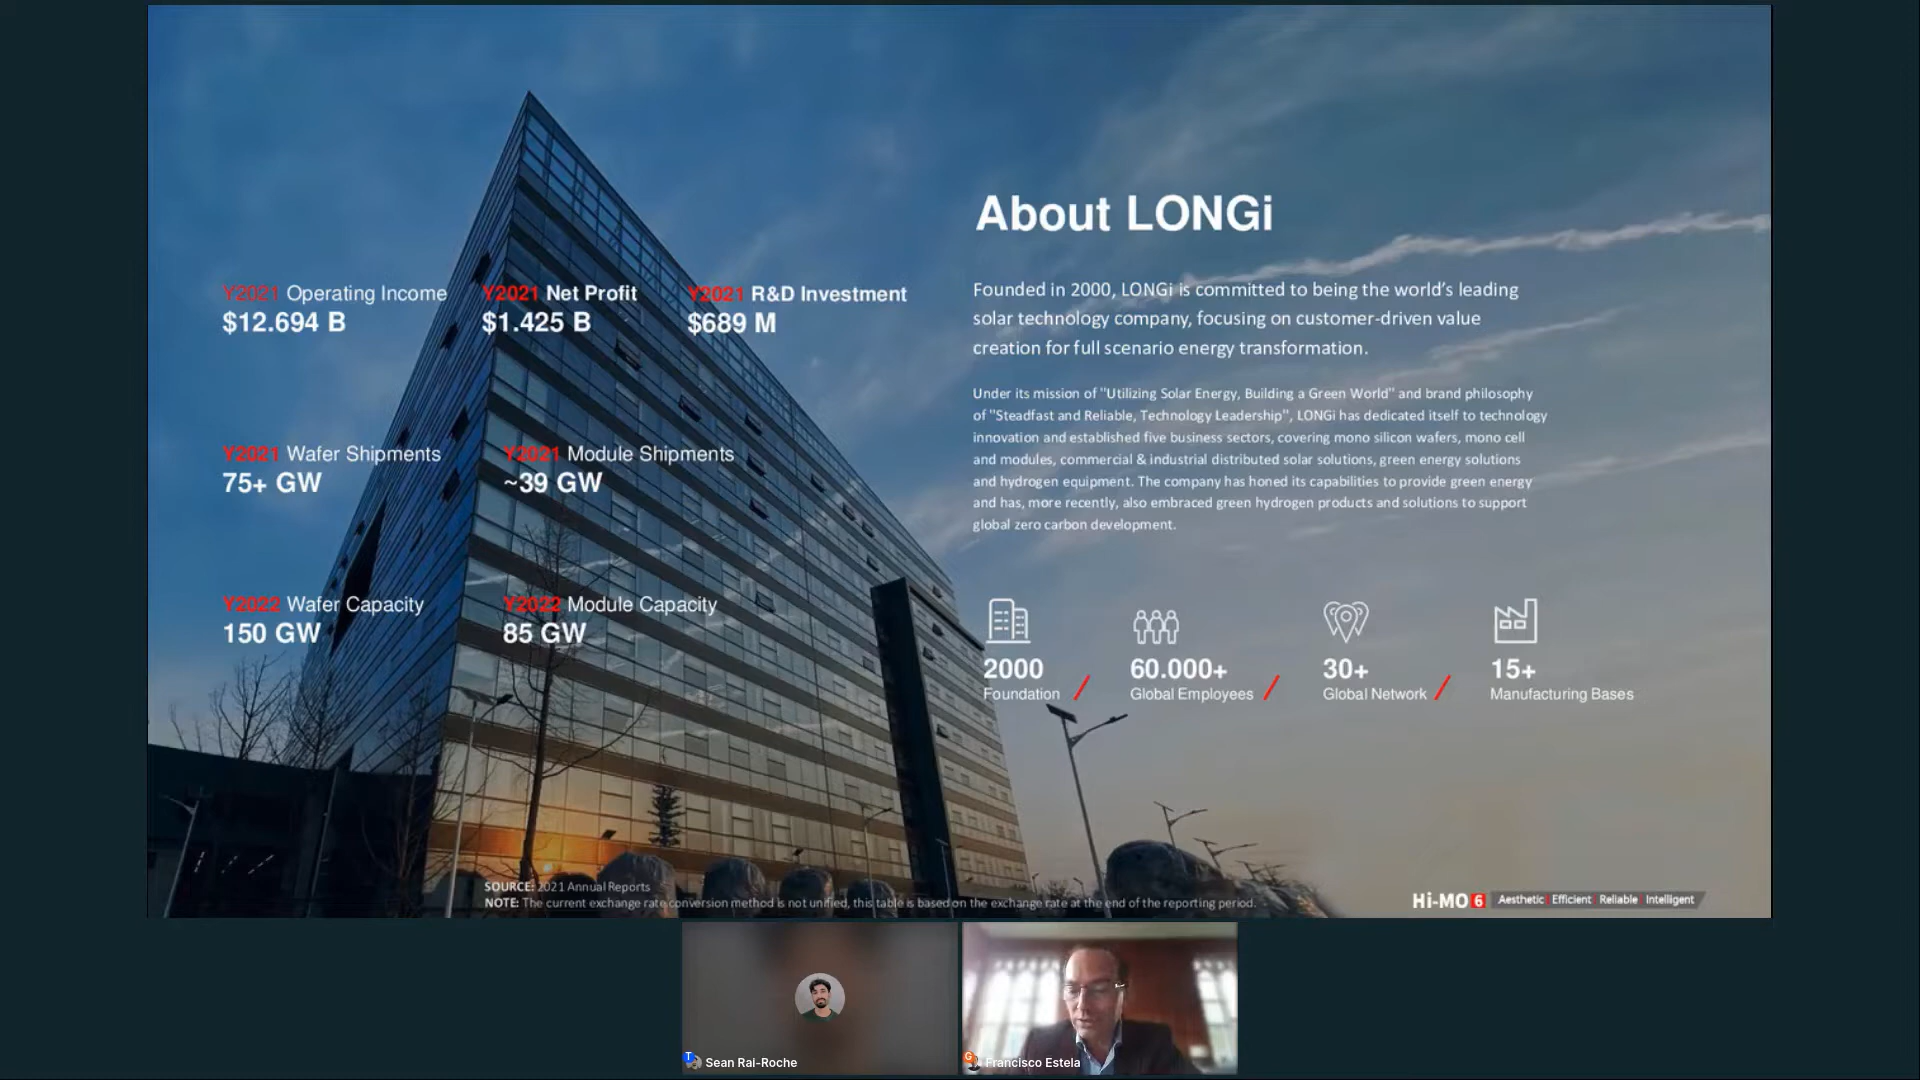 Y2021 Operating Income
$12.694 B
Y2021 Net Profit
$1.425 B
Y2021 R&D Investment
$689 M
Y2021 Wafer Shipments
75+ GW
Y2021 Module Shipments
~39 GW
Y2022 Wafer Capacity
150 GW
Y2022 Module Capacity
85 GW
About LONGi
Founded in 2000, LONGi is committed to being the world's leading
solar technology company, focusing on customer-driven value
creation for full scenario energy transformation.
Under its mission of "Utilizing Solar Energy, Building a Green World" and brand philosophy
of "Steadfast and Reliable, Technology Leadership", LONGi has dedicated itself to technology
innovation and established five business sectors, covering mono silicon wafers, mono cell
and modules, commercial & industrial distributed solar solutions, green energy solutions
and hydrogen equipment. The company has honed its capabilities to provide green energy
and has, more recently, also embraced green hydrogen products and solutions to support
global zero carbon development.
2000
Foundation
60.000+
Global Employees
30+
Global Network
15+
Manufacturing Bases
SOURCE: 2021 Annual Reports
NOTE: The current exchange rate conversion method is not unified, this table is based on the exchange rate at the end of the reporting period.
Hi-MO 6 Aesthetic Efficient Reliable Intelligent
T Sean Rai-Roche
G Francisco Estela